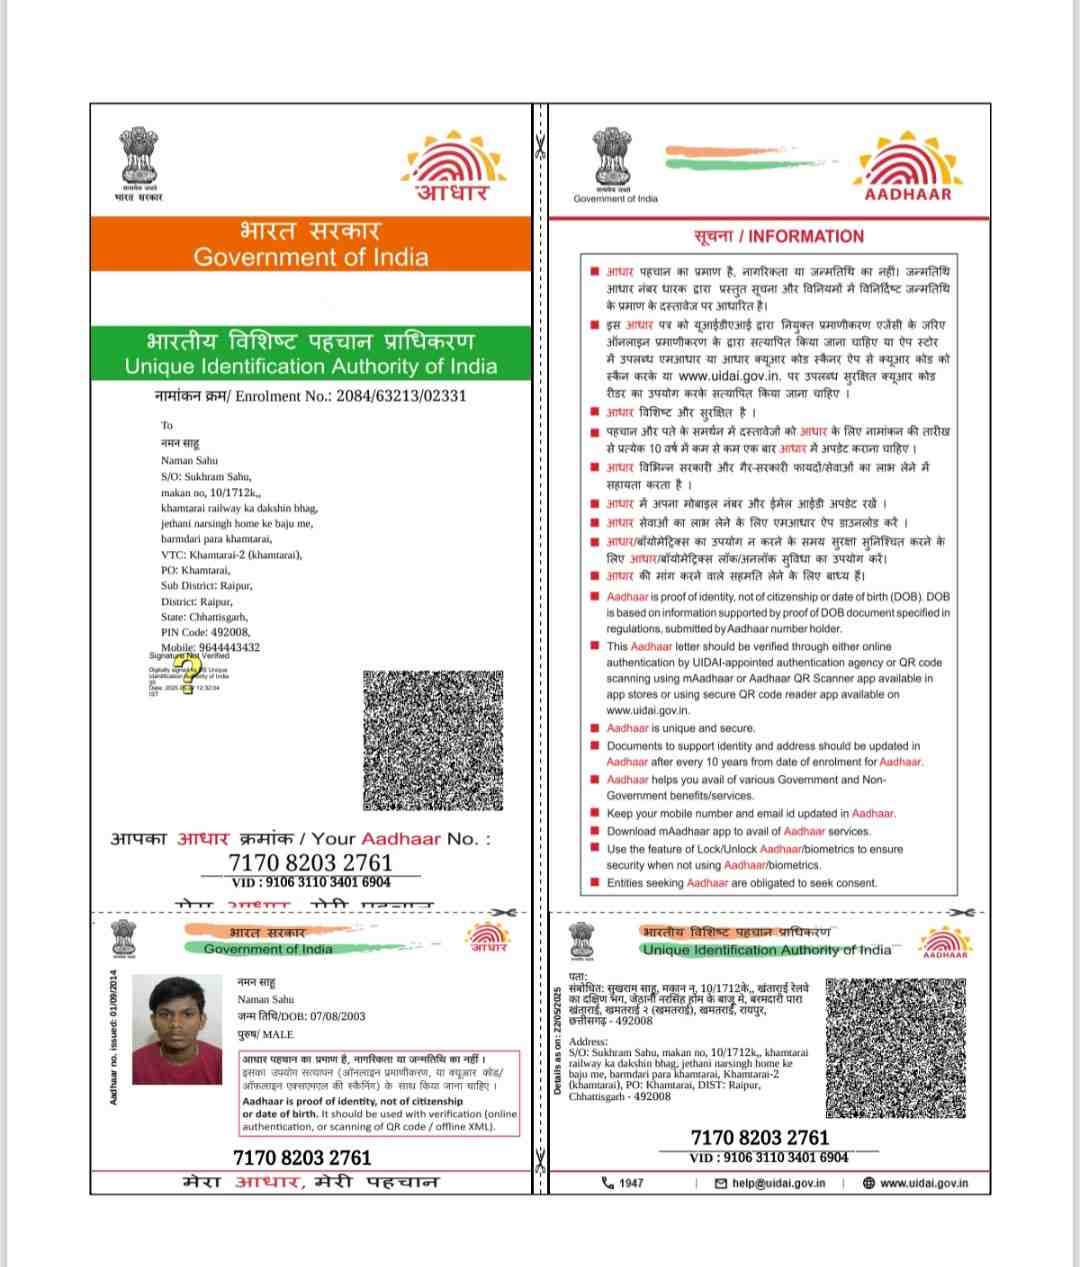 सत्यमेव जयते
भारत सरकार
आधार
भारत सरकार
Government of India
भारतीय विशिष्ट पहचान प्राधिकरण
Unique Identification Authority of India
नामांकन क्रम/ Enrolment No.: 2084/63213/02331
To
नमन साहू
Naman Sahu
S/O: Sukhram Sahu,
makan no, 10/1712k,,
khamtarai railway ka dakshin bhag,
jethani narsingh home ke baju me,
barmdari para khamtarai,
VTC: Khamtarai-2 (khamtarai),
PO: Khamtarai,
Sub District: Raipur,
District: Raipur,
State: Chhattisgarh,
PIN Code: 492008,
Mobile: 9644443432
Signature Not Verified
Digitally signed by Unique
Identification Authority of India
12:32:04
IST
आपका आधार क्रमांक / Your Aadhaar No. :
7170 8203 2761
VID : 9106 3110 3401 6904
मेरा आधार, मेरी पहचान
सत्यमेव जयते
Government of India
AADHAAR
सूचना / INFORMATION
आधार पहचान का प्रमाण है, नागरिकता या जन्मतिथि का नहीं। जन्मतिथि
आधार नंबर धारक द्वारा प्रस्तुत सूचना और विनियमों में विनिर्दिष्ट जन्मतिथि
के प्रमाण के दस्तावेज पर आधारित है।
इस आधार पत्र को यूआईडीएआई द्वारा नियुक्त प्रमाणीकरण एजेंसी के जरिए
ऑनलाइन प्रमाणीकरण के द्वारा सत्यापित किया जाना चाहिए या ऐप स्टोर
में उपलब्ध एमआधार या आधार क्यूआर कोड स्कैनर ऐप से क्यूआर कोड को
स्कैन करके या www.uidai.gov.in. पर उपलब्ध सुरक्षित क्यूआर कोड
रीडर का उपयोग करके सत्यापित किया जाना चाहिए ।
आधार विशिष्ट और सुरक्षित है ।
पहचान और पते के समर्थन में दस्तावेजों को आधार के लिए नामांकन की तारीख
से प्रत्येक 10 वर्ष में कम से कम एक बार आधार में अपडेट कराना चाहिए ।
आधार विभिन्न सरकारी और गैर-सरकारी फायदों/सेवाओं का लाभ लेने में
सहायता करता है ।
आधार में अपना मोबाइल नंबर और ईमेल आईडी अपडेट रखें ।
आधार सेवाओं का लाभ लेने के लिए एमआधार ऐप डाउनलोड करें ।
आधार/बॉयोमेट्रिक्स का उपयोग न करने के समय सुरक्षा सुनिश्चित करने के
लिए आधार/बॉयोमेट्रिक्स लॉक/अनलॉक सुविधा का उपयोग करें।
आधार की मांग करने वाले सहमति लेने के लिए बाध्य हैं।
Aadhaar is proof of identity, not of citizenship or date of birth (DOB). DOB
is based on information supported by proof of DOB document specified in
regulations, submitted by Aadhaar number holder.
This Aadhaar letter should be verified through either online
authentication by UIDAI-appointed authentication agency or QR code
scanning using mAadhaar or Aadhaar QR Scanner app available in
app stores or using secure QR code reader app available on
www.uidai.gov.in.
Aadhaar is unique and secure.
Documents to support identity and address should be updated in
Aadhaar after every 10 years from date of enrolment for Aadhaar.
Aadhaar helps you avail of various Government and Non-
Government benefits/services.
Keep your mobile number and email id updated in Aadhaar.
Download mAadhaar app to avail of Aadhaar services.
Use the feature of Lock/Unlock Aadhaar/biometrics to ensure
security when not using Aadhaar/biometrics.
Entities seeking Aadhaar are obligated to seek consent.
भारत सरकार
Government of India
आधार
Aadhaar no. issued: 01/09/2014
नमन साहू
Naman Sahu
जन्म तिथि/DOB: 07/08/2003
पुरुष/ MALE
आधार पहचान का प्रमाण है, नागरिकता या जन्मतिथि का नहीं ।
इसका उपयोग सत्यापन (ऑनलाइन प्रमाणीकरण, या क्यूआर कोड/
ऑफलाइन एक्सएमएल की स्कैनिंग) के साथ किया जाना चाहिए ।
Aadhaar is proof of identity, not of citizenship
or date of birth. It should be used with verification (online
authentication, or scanning of QR code / offline XML).
7170 8203 2761
मेरा आधार, मेरी पहचान
भारतीय विशिष्ट पहचान प्राधिकरण
Unique Identification Authority of India
AADHAAR
Details as on: 22/05/2025
पता:
संबोधित: सुखराम साहू, मकान न, 10/1712के,, खंताराई रेलवे
का दक्षिण भग, जेठानी नरसिंह होम के बाजू मे, बरमदारी पारा
खंताराई, खमतराई २ (खमतराई), खमतराई, रायपुर,
छत्तीसगढ़ - 492008
Address:
S/O: Sukhram Sahu, makan no, 10/1712k,, khamtarai
railway ka dakshin bhag, jethani narsingh home ke
baju me, barmdari para khamtarai, Khamtarai-2
(khamtarai), PO: Khamtarai, DIST: Raipur,
Chhattisgarh - 492008
7170 8203 2761
VID : 9106 3110 3401 6904
1947 | help@uidai.gov.in | www.uidai.gov.in